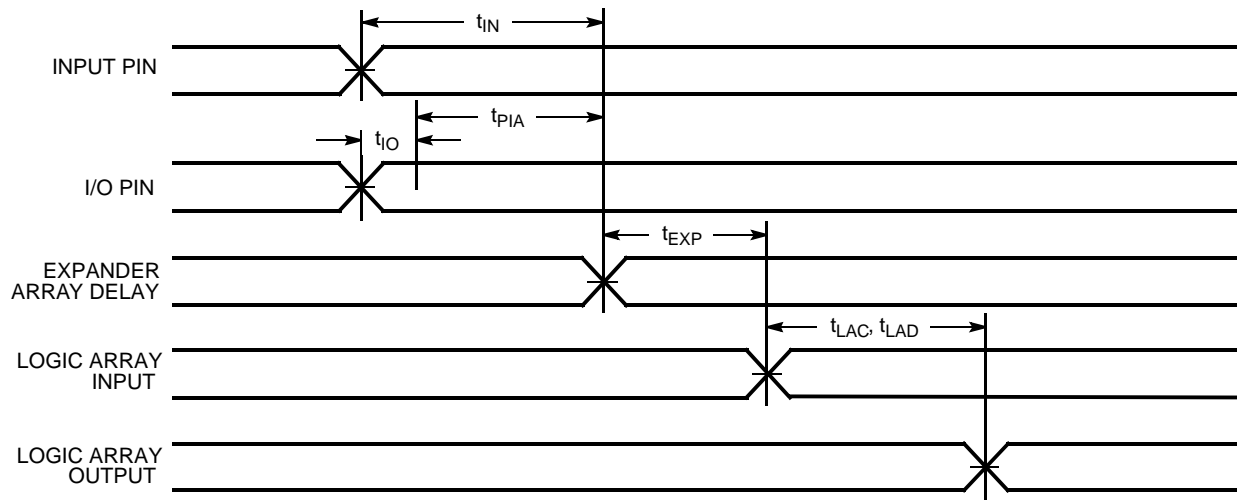 tIN
INPUT PIN
tPIA
tIO
I/O PIN
tEXP
EXPANDER
ARRAY DELAY
tLAC, tLAD
LOGIC ARRAY
INPUT
LOGIC ARRAY
OUTPUT